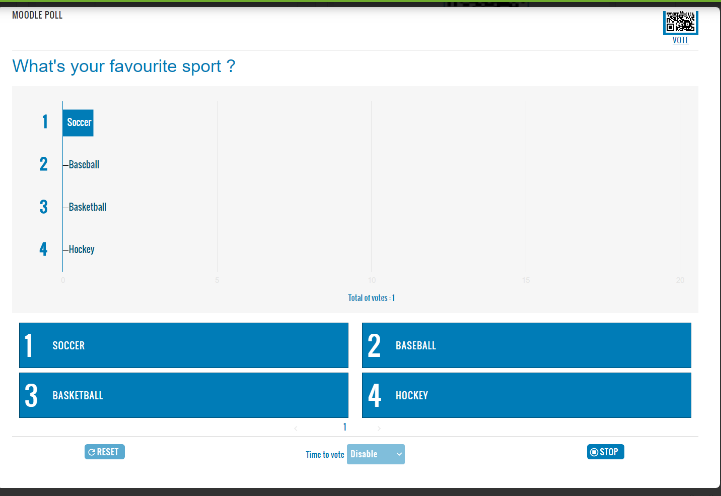 MOODLE POLL
VOTE
What's your favourite sport ?
1 Soccer
2 Baseball
3 Basketball
4 Hockey
0 5 10 15 20
Total of votes : 1
1 SOCCER
2 BASEBALL
3 BASKETBALL
4 HOCKEY
1
RESET
Time to vote Disable
STOP